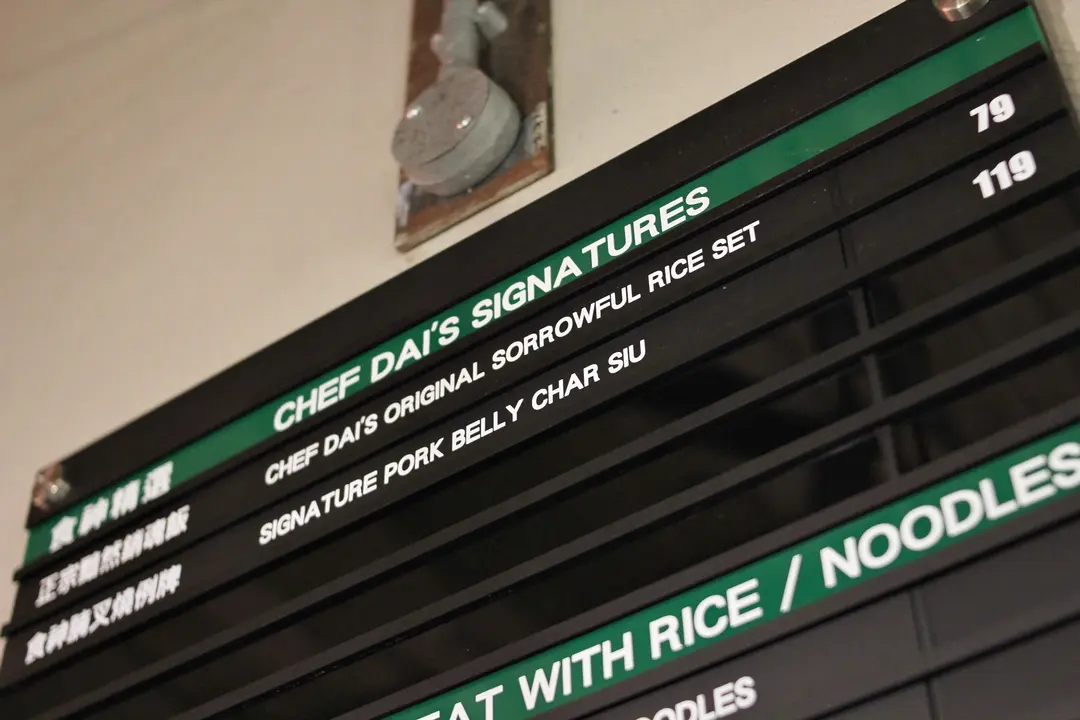 食神精選 CHEF DAI'S SIGNATURES
正宗黯然銷魂飯 CHEF DAI'S ORIGINAL SORROWFUL RICE SET 79
食神腩叉燒例牌 SIGNATURE PORK BELLY CHAR SIU 119
WITH RICE / NOODLES